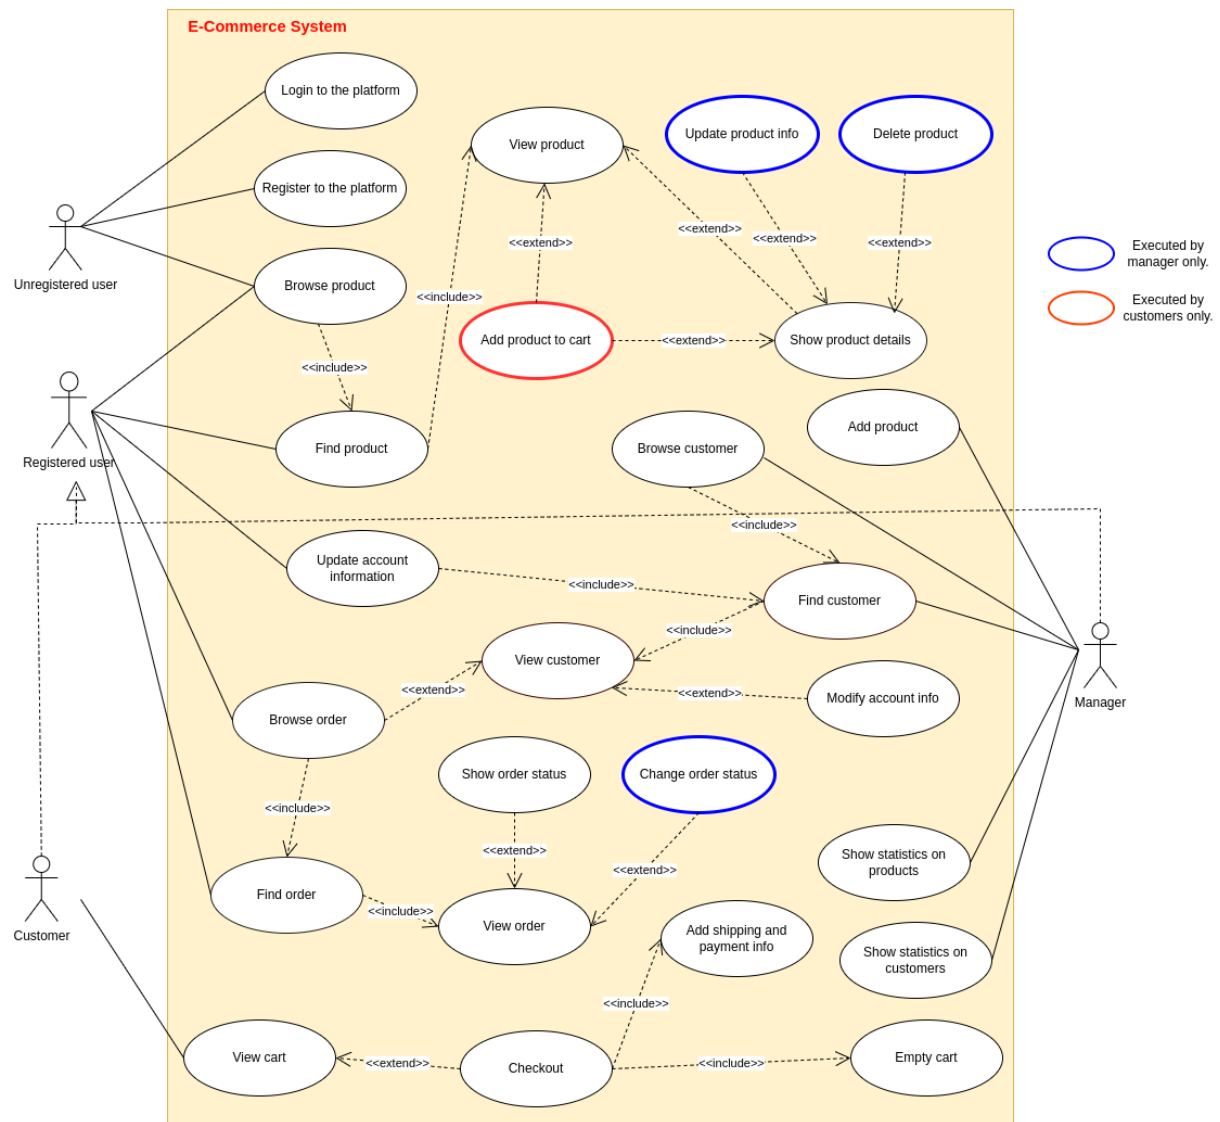 E-Commerce System
Login to the platform
View product
Update product info
Delete product
Register to the platform
Unregistered user
Browse product
<<extend>>
<<extend>>
<<extend>>
<<extend>>
Executed by
manager only.
<<include>>
Executed by
customers only.
Add product to cart
<<extend>>
Show product details
<<include>>
Registered user
Find product
Browse customer
Add product
<<include>>
Update account
information
<<include>>
Find customer
<<include>>
View customer
<<extend>>
<<extend>>
Modify account info
Manager
Browse order
Show order status
Change order status
<<include>>
<<extend>>
<<extend>>
Show statistics on
products
Find order
<<include>>
View order
Customer
Add shipping and
payment info
Show statistics on
customers
<<include>>
View cart
<<extend>>
Checkout
<<include>>
Empty cart